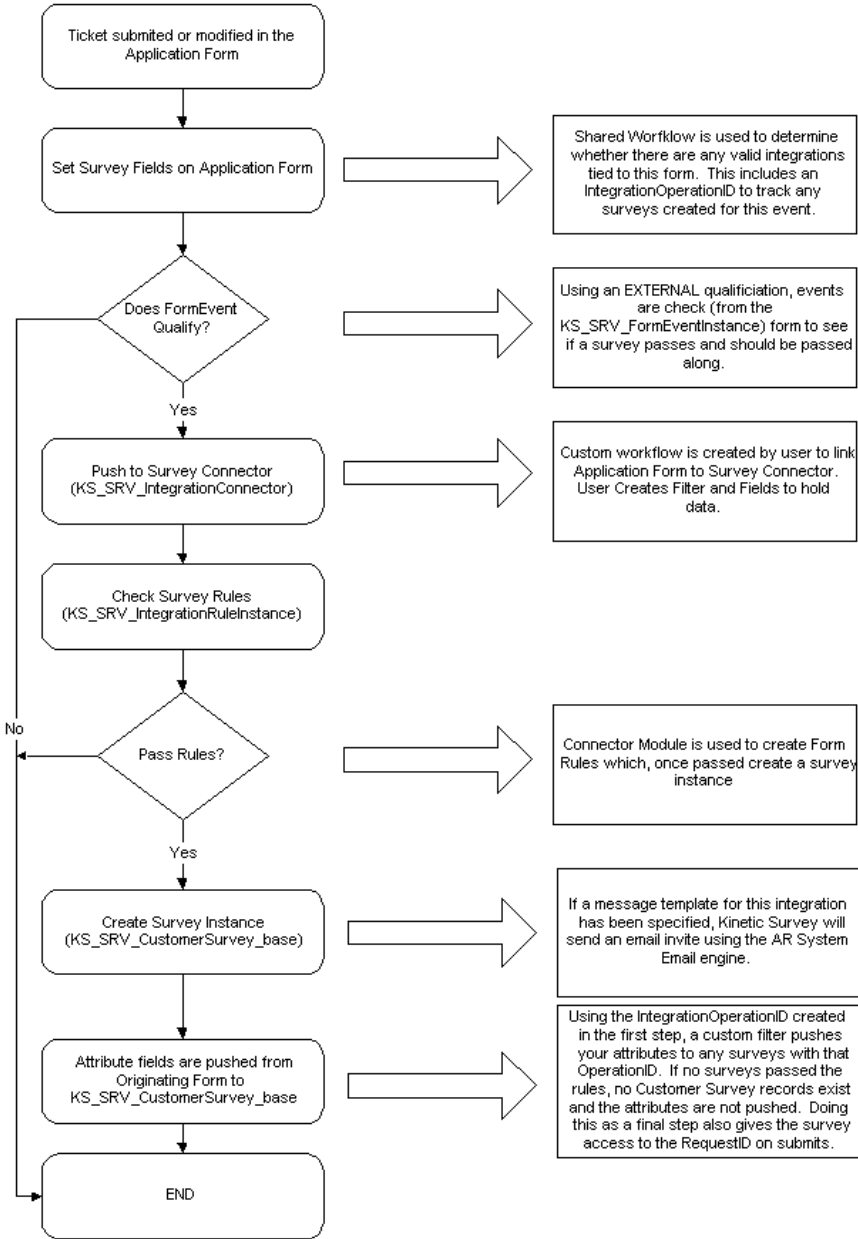 Ticket submited or modified in the
Application Form
Set Survey Fields on Application Form
Shared Worfklow is used to determine
whether there are any valid integrations
tied to this form. This includes an
IntegrationOperationID to track any
surveys created for this event.
Does FormEvent
Qualify?
Using an EXTERNAL qualificiation, events
are check (from the
KS_SRV_FormEventInstance) form to see
if a survey passes and should be passed
along.
Yes
Push to Survey Connector
(KS_SRV_IntegrationConnector)
Custom workflow is created by user to link
Application Form to Survey Connector.
User Creates Filter and Fields to hold
data.
Check Survey Rules
(KS_SRV_IntegrationRuleInstance)
No
Pass Rules?
Connector Module is used to create Form
Rules which, once passed create a survey
instance
Yes
Create Survey Instance
(KS_SRV_CustomerSurvey_base)
If a message template for this integration
has been specified, Kinetic Survey will
send an email invite using the AR System
Email engine.
Attribute fields are pushed from
Originating Form to
KS_SRV_CustomerSurvey_base
Using the IntegrationOperationID created
in the first step, a custom filter pushes
your attributes to any surveys with that
OperationID. If no surveys passed the
rules, no Customer Survey records exist
and the attributes are not pushed. Doing
this as a final step also gives the survey
access to the RequestID on submits.
END